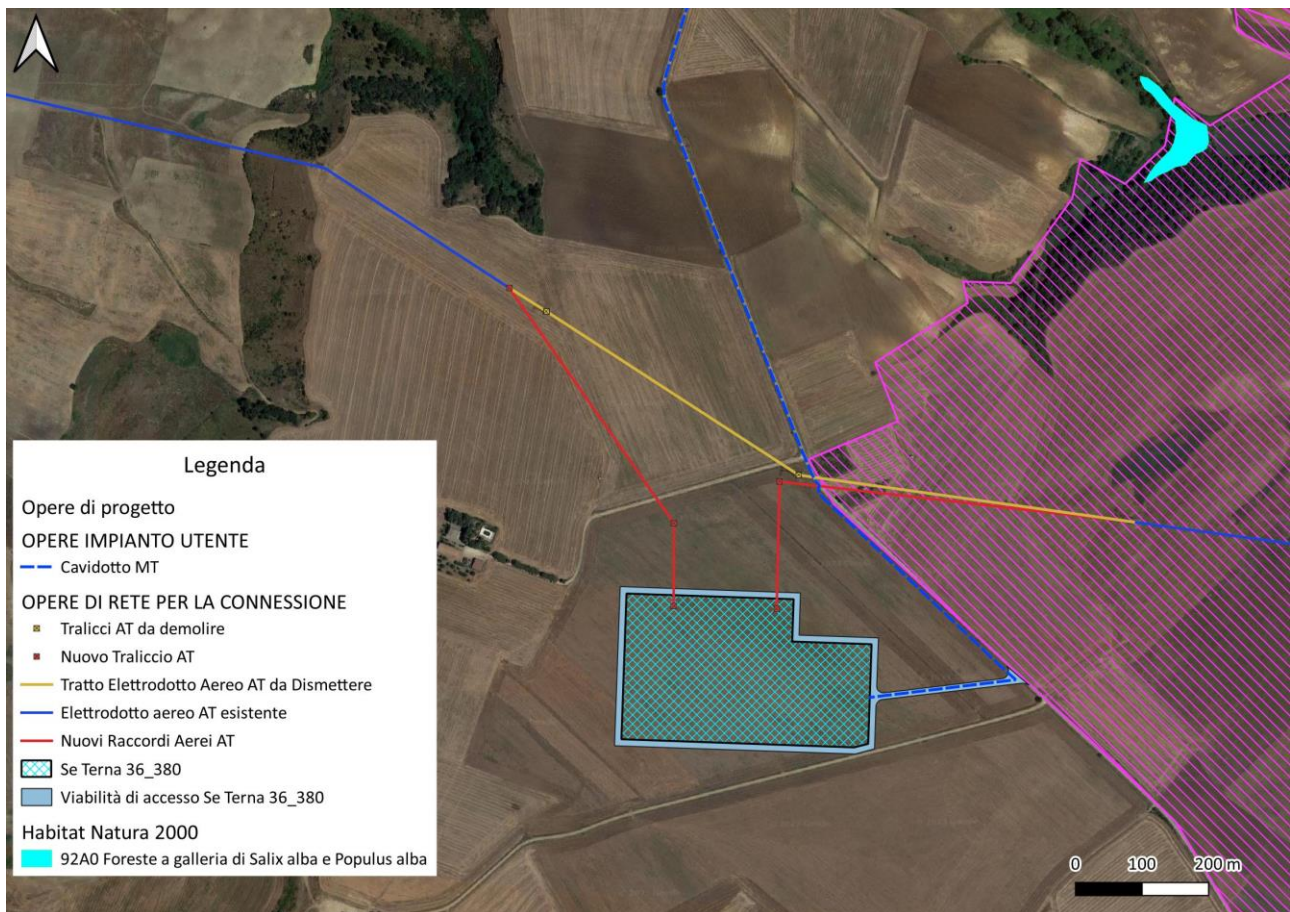 Legenda
Opere di progetto
OPERE IMPIANTO UTENTE
Cavidotto MT
OPERE DI RETE PER LA CONNESSIONE
Tralicci AT da demolire
Nuovo Traliccio AT
Tratto Elettrodotto Aereo AT da Dismettere
Elettrodotto aereo AT esistente
Nuovi Raccordi Aerei AT
Se Terna 36_380
Viabilità di accesso Se Terna 36_380
Habitat Natura 2000
92A0 Foreste a galleria di Salix alba e Populus alba
0 100 200 m